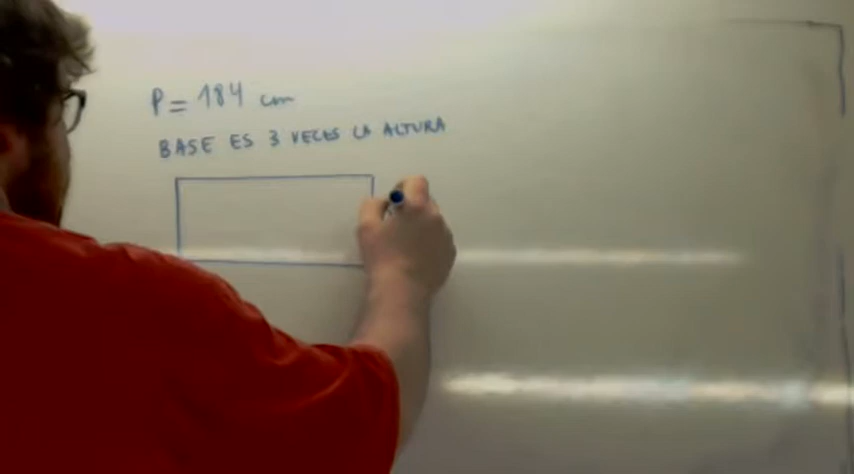 P = 184 cm
BASE ES 3 VECES LA ALTURA